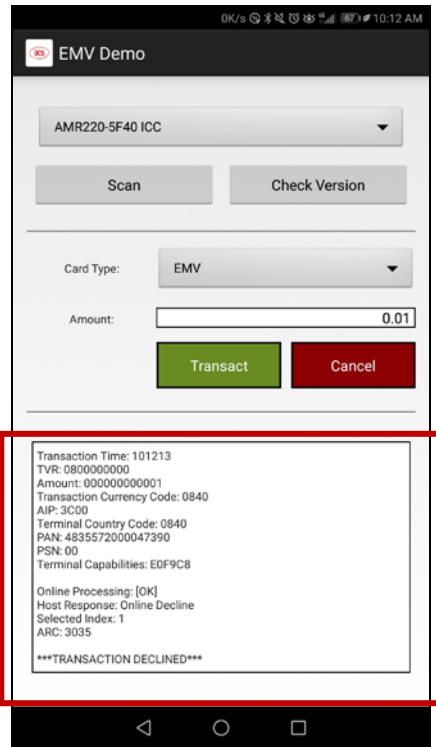 0K/s 67 10:12 AM
ACS EMV Demo
AMR220-5F40 ICC
Scan Check Version
Card Type: EMV
Amount: 0.01
Transact Cancel
Transaction Time: 101213
TVR: 0800000000
Amount: 000000000001
Transaction Currency Code: 0840
AIP: 3C00
Terminal Country Code: 0840
PAN: 4835572000047390
PSN: 00
Terminal Capabilities: E0F9C8
Online Processing: [OK]
Host Response: Online Decline
Selected Index: 1
ARC: 3035
***TRANSACTION DECLINED***